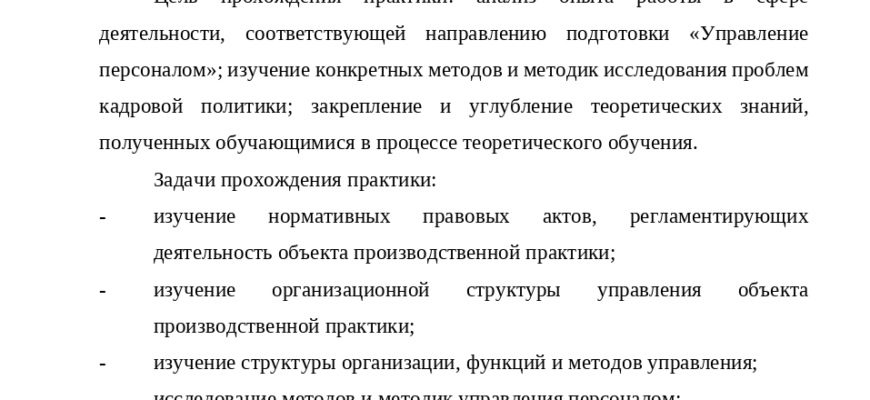 Цель прохождения практики: анализ опыта работы в сфере
деятельности, соответствующей направлению подготовки «Управление
персоналом»; изучение конкретных методов и методик исследования проблем
кадровой политики; закрепление и углубление теоретических знаний,
полученных обучающимися в процессе теоретического обучения.
Задачи прохождения практики:
- изучение нормативных правовых актов, регламентирующих
деятельность объекта производственной практики;
- изучение организационной структуры управления объекта
производственной практики;
- изучение структуры организации, функций и методов управления;
исследование методов и методик управления персоналом;